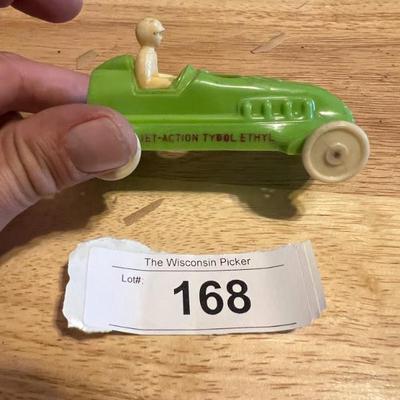 JET-ACTION TYDOL ETHYL
The Wisconsin Picker
Lot#:
168